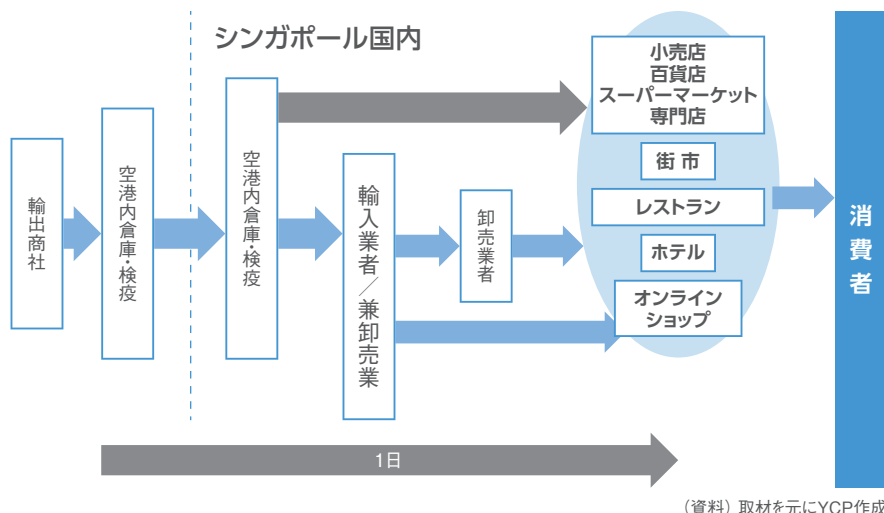 シンガポール国内
輸出商社
空港内倉庫・検疫
空港内倉庫・検疫
輸入業者／兼卸売業
卸売業者
小売店
百貨店
スーパーマーケット
専門店
街 市
レストラン
ホテル
オンライン
ショップ
消費者
1日
（資料）取材を元にYCP作成